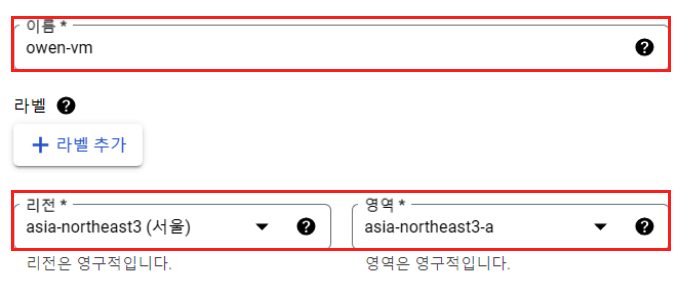 이름 *
owen-vm
라벨
+ 라벨 추가
리전 * 영역 *
asia-northeast3 (서울) asia-northeast3-a
리전은 영구적입니다. 영역은 영구적입니다.